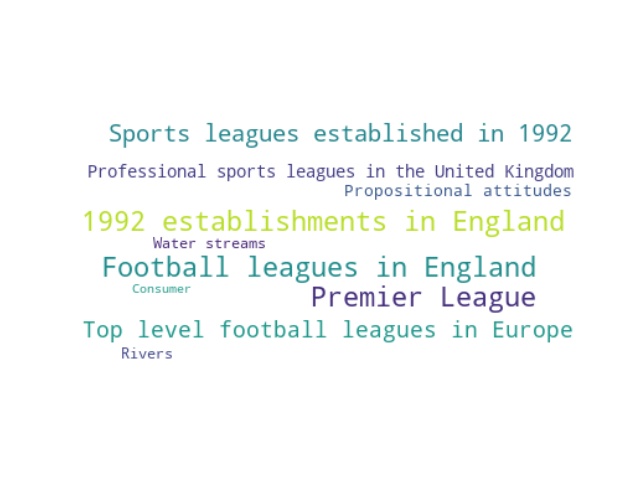 Sports leagues established in 1992
Professional sports leagues in the United Kingdom
Propositional attitudes
1992 establishments in England
Water streams
Football leagues in England
Consumer
Premier League
Top level football leagues in Europe
Rivers